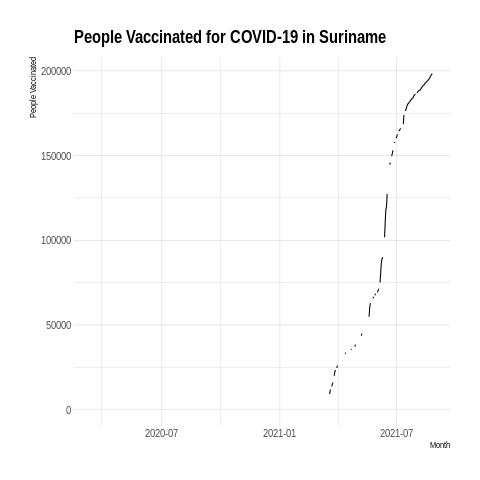 People Vaccinated for COVID-19 in Suriname
People Vaccinated
200000
150000
100000
50000
0
2020-07
2021-01
2021-07
Month